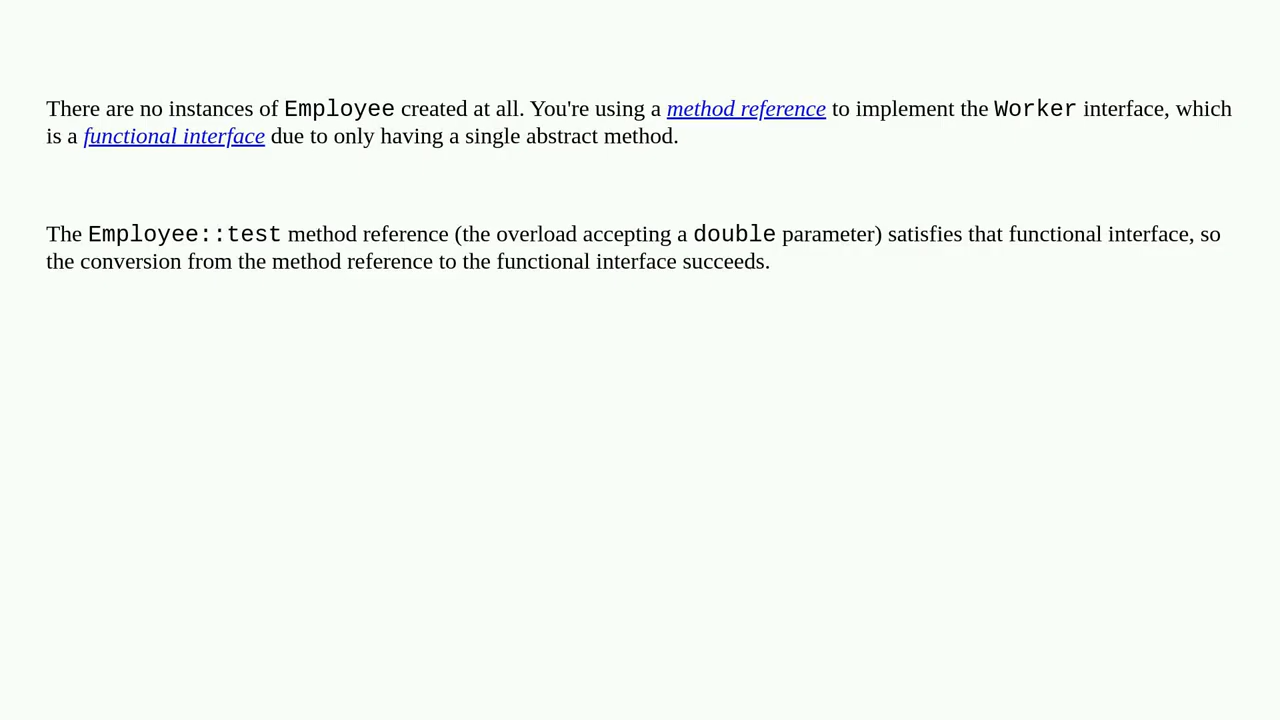 There are no instances of Employee created at all. You're using a method reference to implement the Worker interface, which
is a functional interface due to only having a single abstract method.
The Employee::test method reference (the overload accepting a double parameter) satisfies that functional interface, so
the conversion from the method reference to the functional interface succeeds.